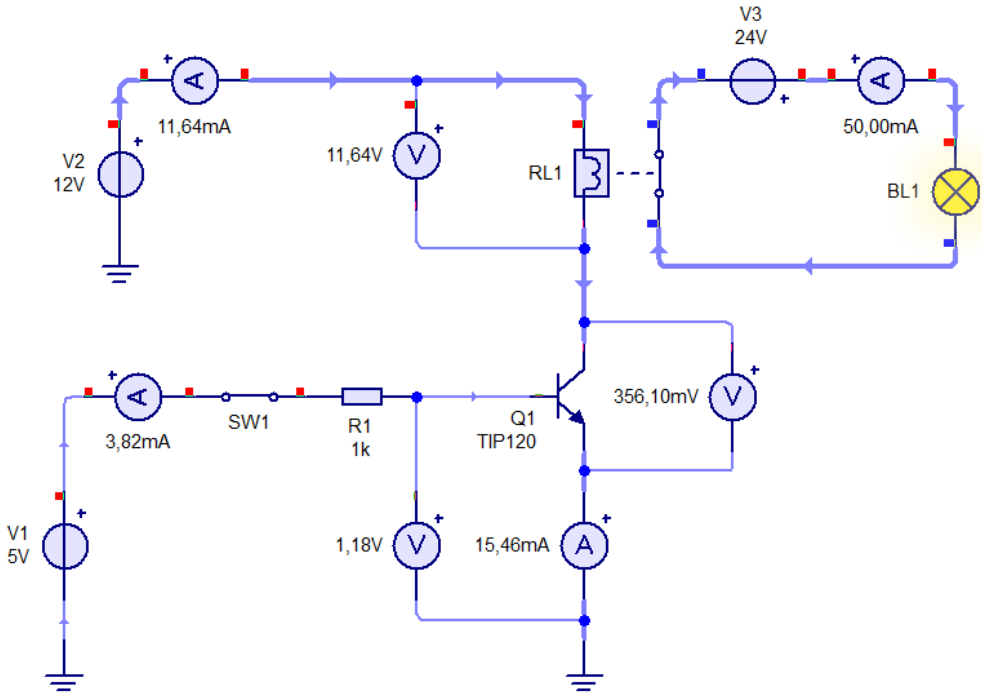 V3
24V
+
+
11,64mA
V2
12V
+
11,64V
+
RL1
+
50,00mA
+
BL1
+
3,82mA
SW1
R1
1k
Q1
TIP120
356,10mV
+
V1
5V
+
1,18V
+
15,46mA
+
A
A
A
A
V
V
V